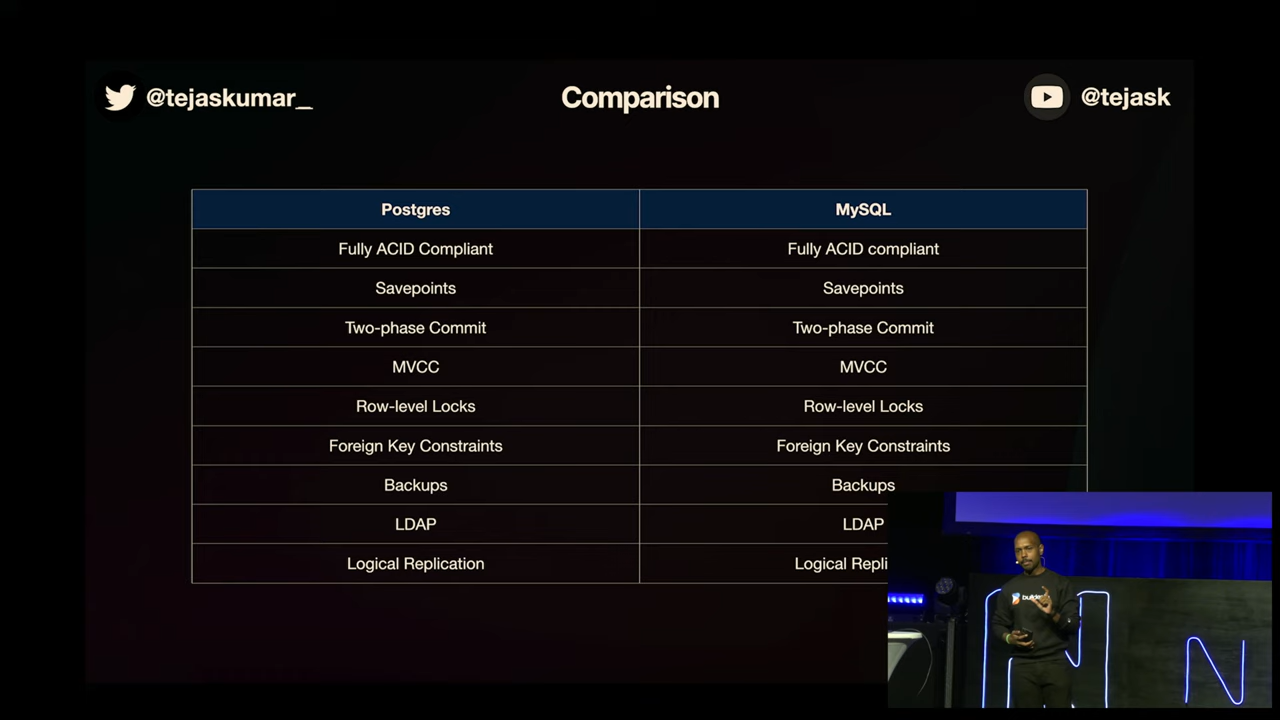 @tejaskumar_
Comparison
@tejask
Postgres
MySQL
Fully ACID Compliant
Fully ACID compliant
Savepoints
Savepoints
Two-phase Commit
Two-phase Commit
MVCC
MVCC
Row-level Locks
Row-level Locks
Foreign Key Constraints
Foreign Key Constraints
Backups
Backups
LDAP
LDAP
Logical Replication
Logical Repli
N